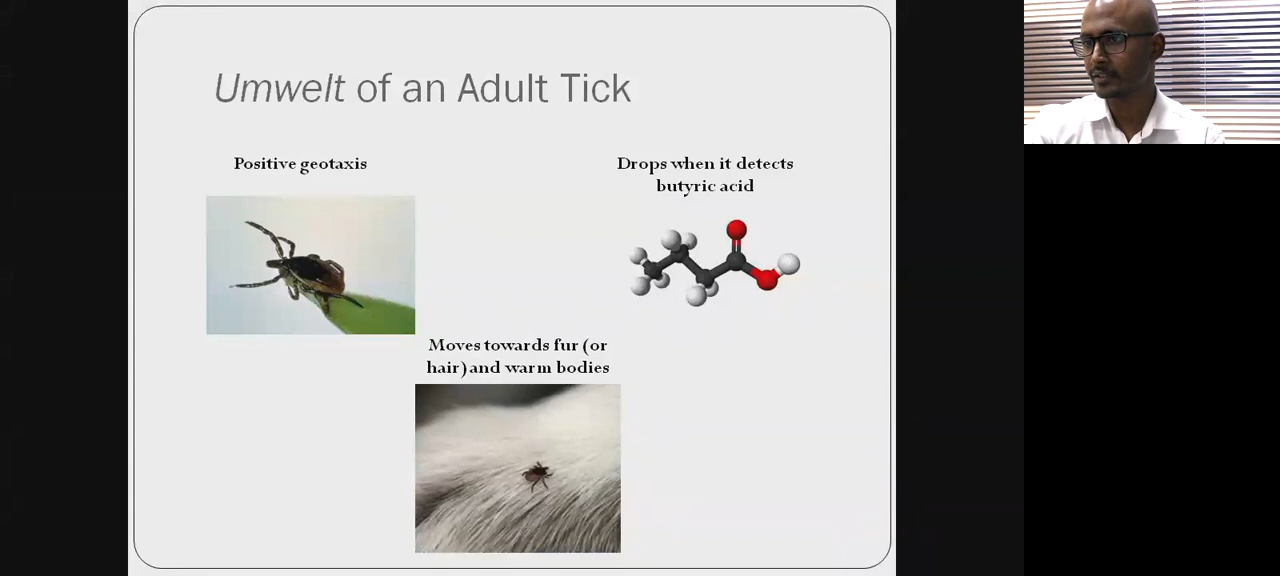 Umwelt of an Adult Tick
Positive geotaxis
Drops when it detects
butyric acid
Moves towards fur (or
hair) and warm bodies